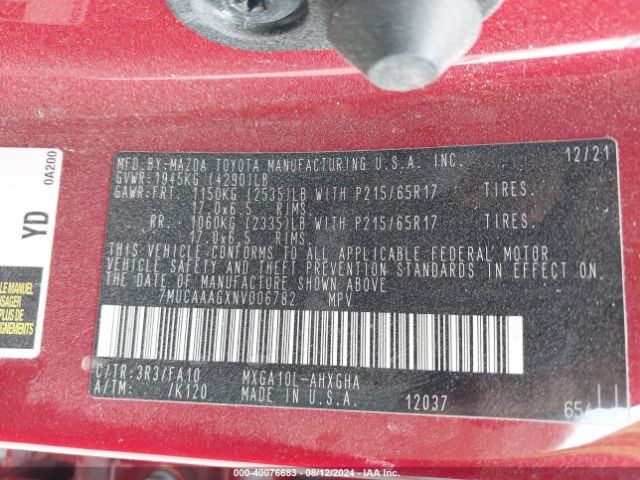 MFD.BY:MAZDA TOYOTA MANUFACTURING U.S.A. INC. 12/21
GVWR:1945KG (4290)LB
GAWR:FRT. 1150KG (2535)LB WITH P215/65R17 TIRES.
17.0x6.5 RIMS.
RR. 1060KG (2335)LB WITH P215/65R17 TIRES.
17.0x6.5 RIMS.
THIS VEHICLE CONFORMS TO ALL APPLICABLE FEDERAL MOTOR
VEHICLE SAFETY AND THEFT PREVENTION STANDARDS IN EFFECT ON
THE DATE OF MANUFACTURE SHOWN ABOVE
7MUCAAAGXNV006782 MPV
C/TR:3R3/FA10 MXGA10L-AHXGHA
A/TM: /K120 MADE IN U.S.A. 12037
0A200
YD
40076683 - 08/12/2024 - IAA Inc.